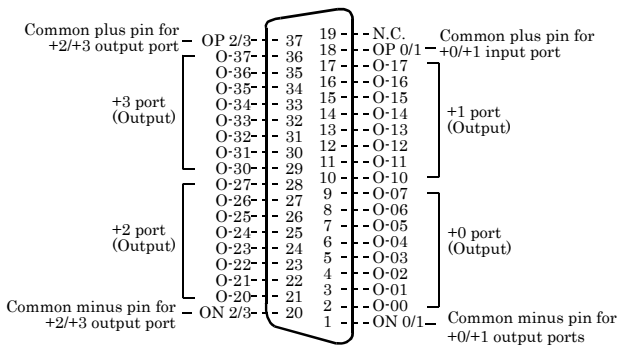 Common plus pin for
+2/+3 output port
OP 2/3 37
O-37 36
O-36 35
O-35 34
O-34 33
O-33 32
O-32 31
O-31 30
O-30 29
O-27 28
O-26 27
O-25 26
O-24 25
O-23 24
O-22 23
O-21 22
O-20 21
ON 2/3 20
+3 port
(Output)
+2 port
(Output)
Common minus pin for
+2/+3 output port
19 N.C.
18 OP 0/1
17 O-17
16 O-16
15 O-15
14 O-14
13 O-13
12 O-12
11 O-11
10 O-10
9 O-07
8 O-06
7 O-05
6 O-04
5 O-03
4 O-02
3 O-01
2 O-00
1 ON 0/1
Common plus pin for
+0/+1 input port
+1 port
(Output)
+0 port
(Output)
Common minus pin for
+0/+1 output ports